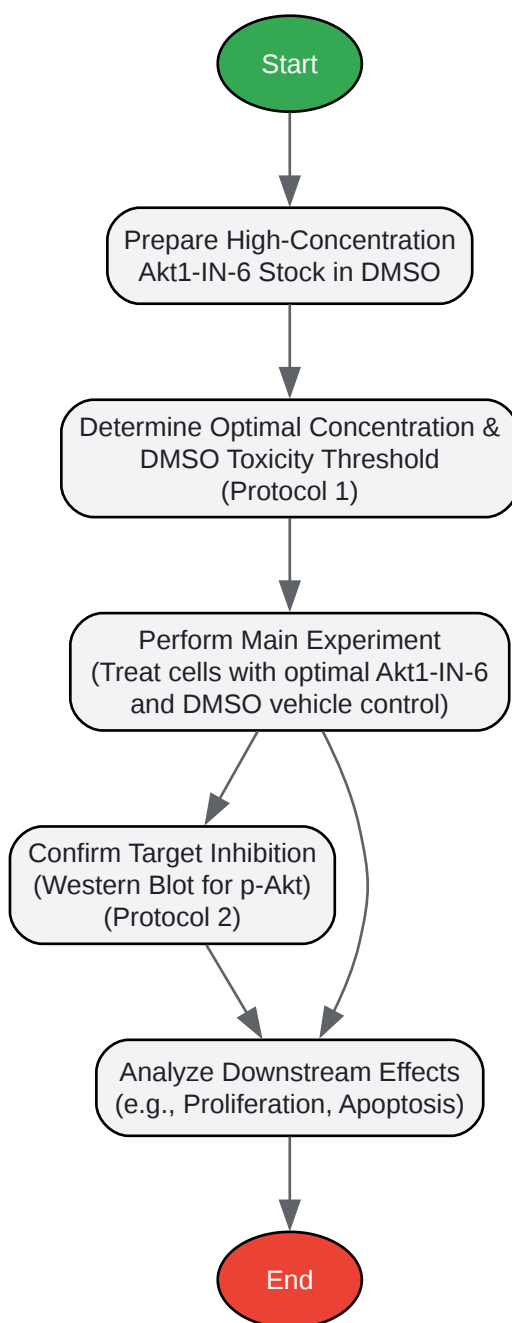 Start
Prepare High-Concentration
Akt1-IN-6 Stock in DMSO
Determine Optimal Concentration &
DMSO Toxicity Threshold
(Protocol 1)
Perform Main Experiment
(Treat cells with optimal Akt1-IN-6
and DMSO vehicle control)
Confirm Target Inhibition
(Western Blot for p-Akt)
(Protocol 2)
Analyze Downstream Effects
(e.g., Proliferation, Apoptosis)
End